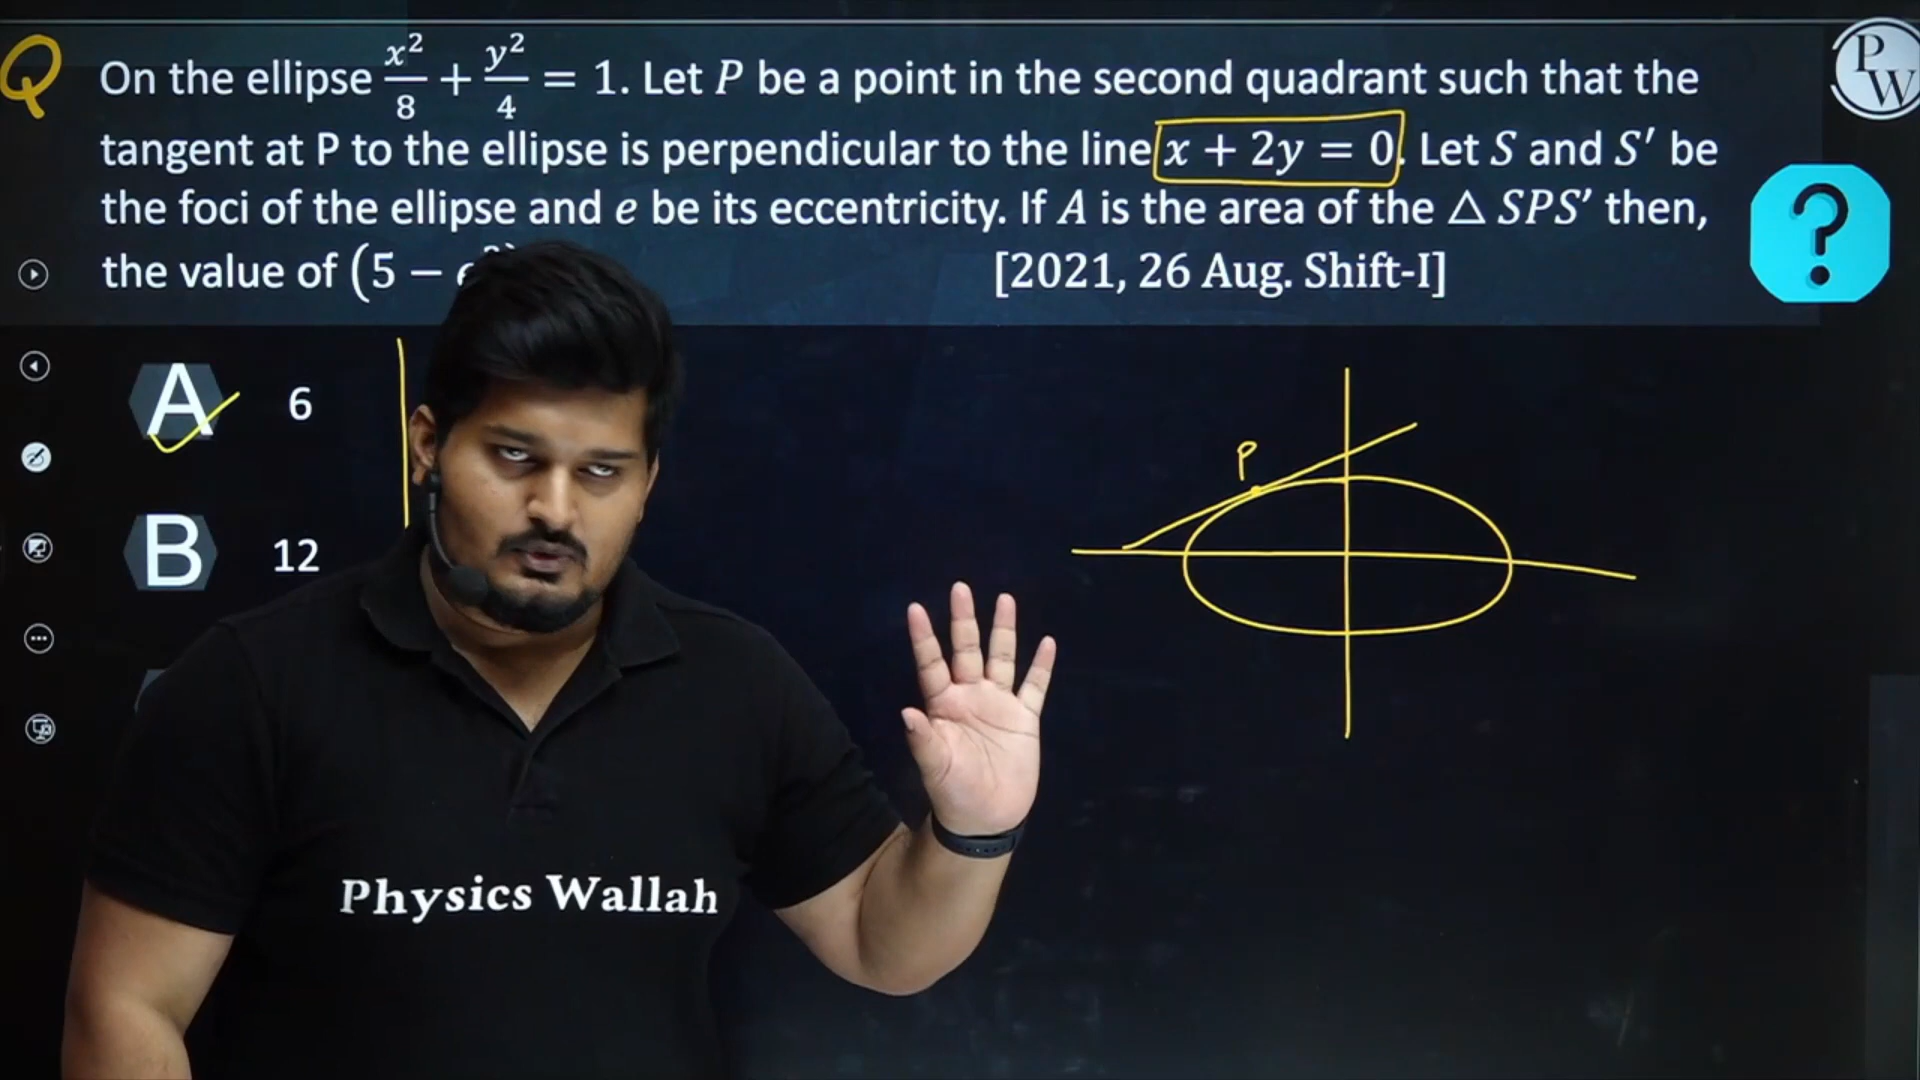 Q
On the ellipse x²/8 + y²/4 = 1. Let P be a point in the second quadrant such that the
tangent at P to the ellipse is perpendicular to the line x + 2y = 0. Let S and S′ be
the foci of the ellipse and e be its eccentricity. If A is the area of the △ SPS′ then,
the value of (5 − [2021, 26 Aug. Shift-I]
PW
?
A 6
B 12
P
Physics Wallah